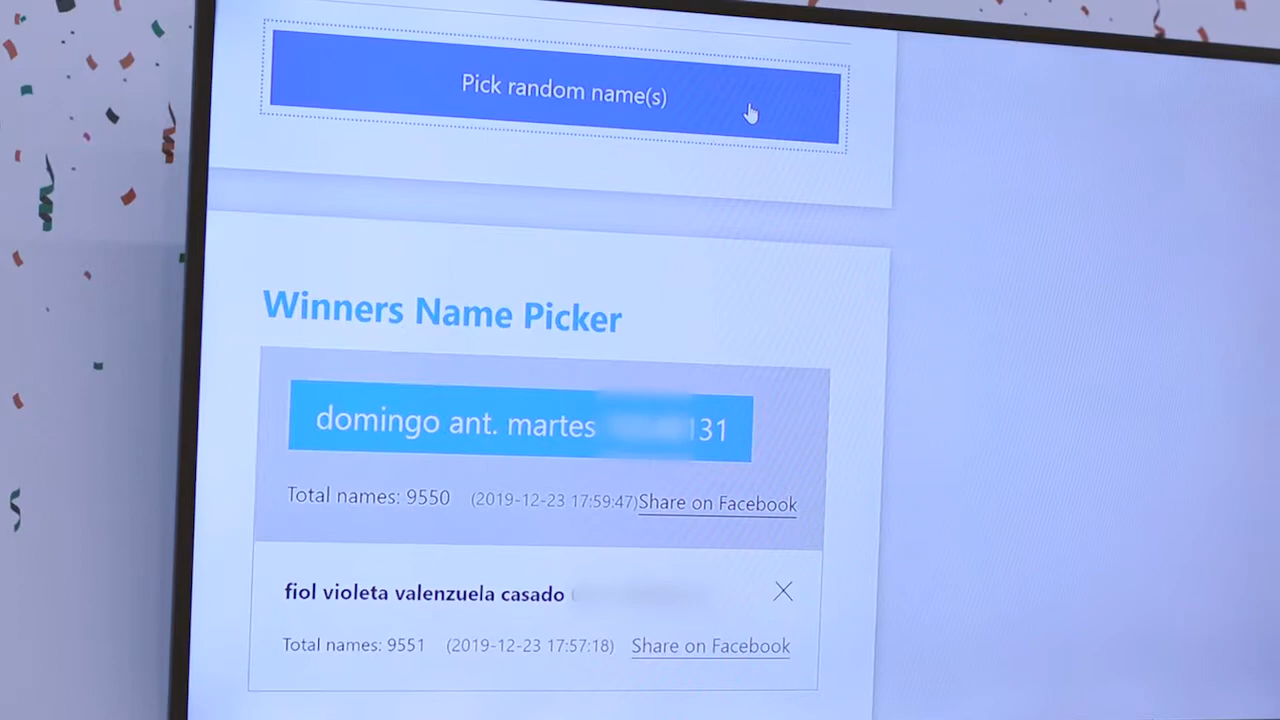 Pick random name(s)
Winners Name Picker
domingo ant. martes 131
Total names: 9550 (2019-12-23 17:59:47)Share on Facebook
fiol violeta valenzuela casado
Total names: 9551 (2019-12-23 17:57:18) Share on Facebook